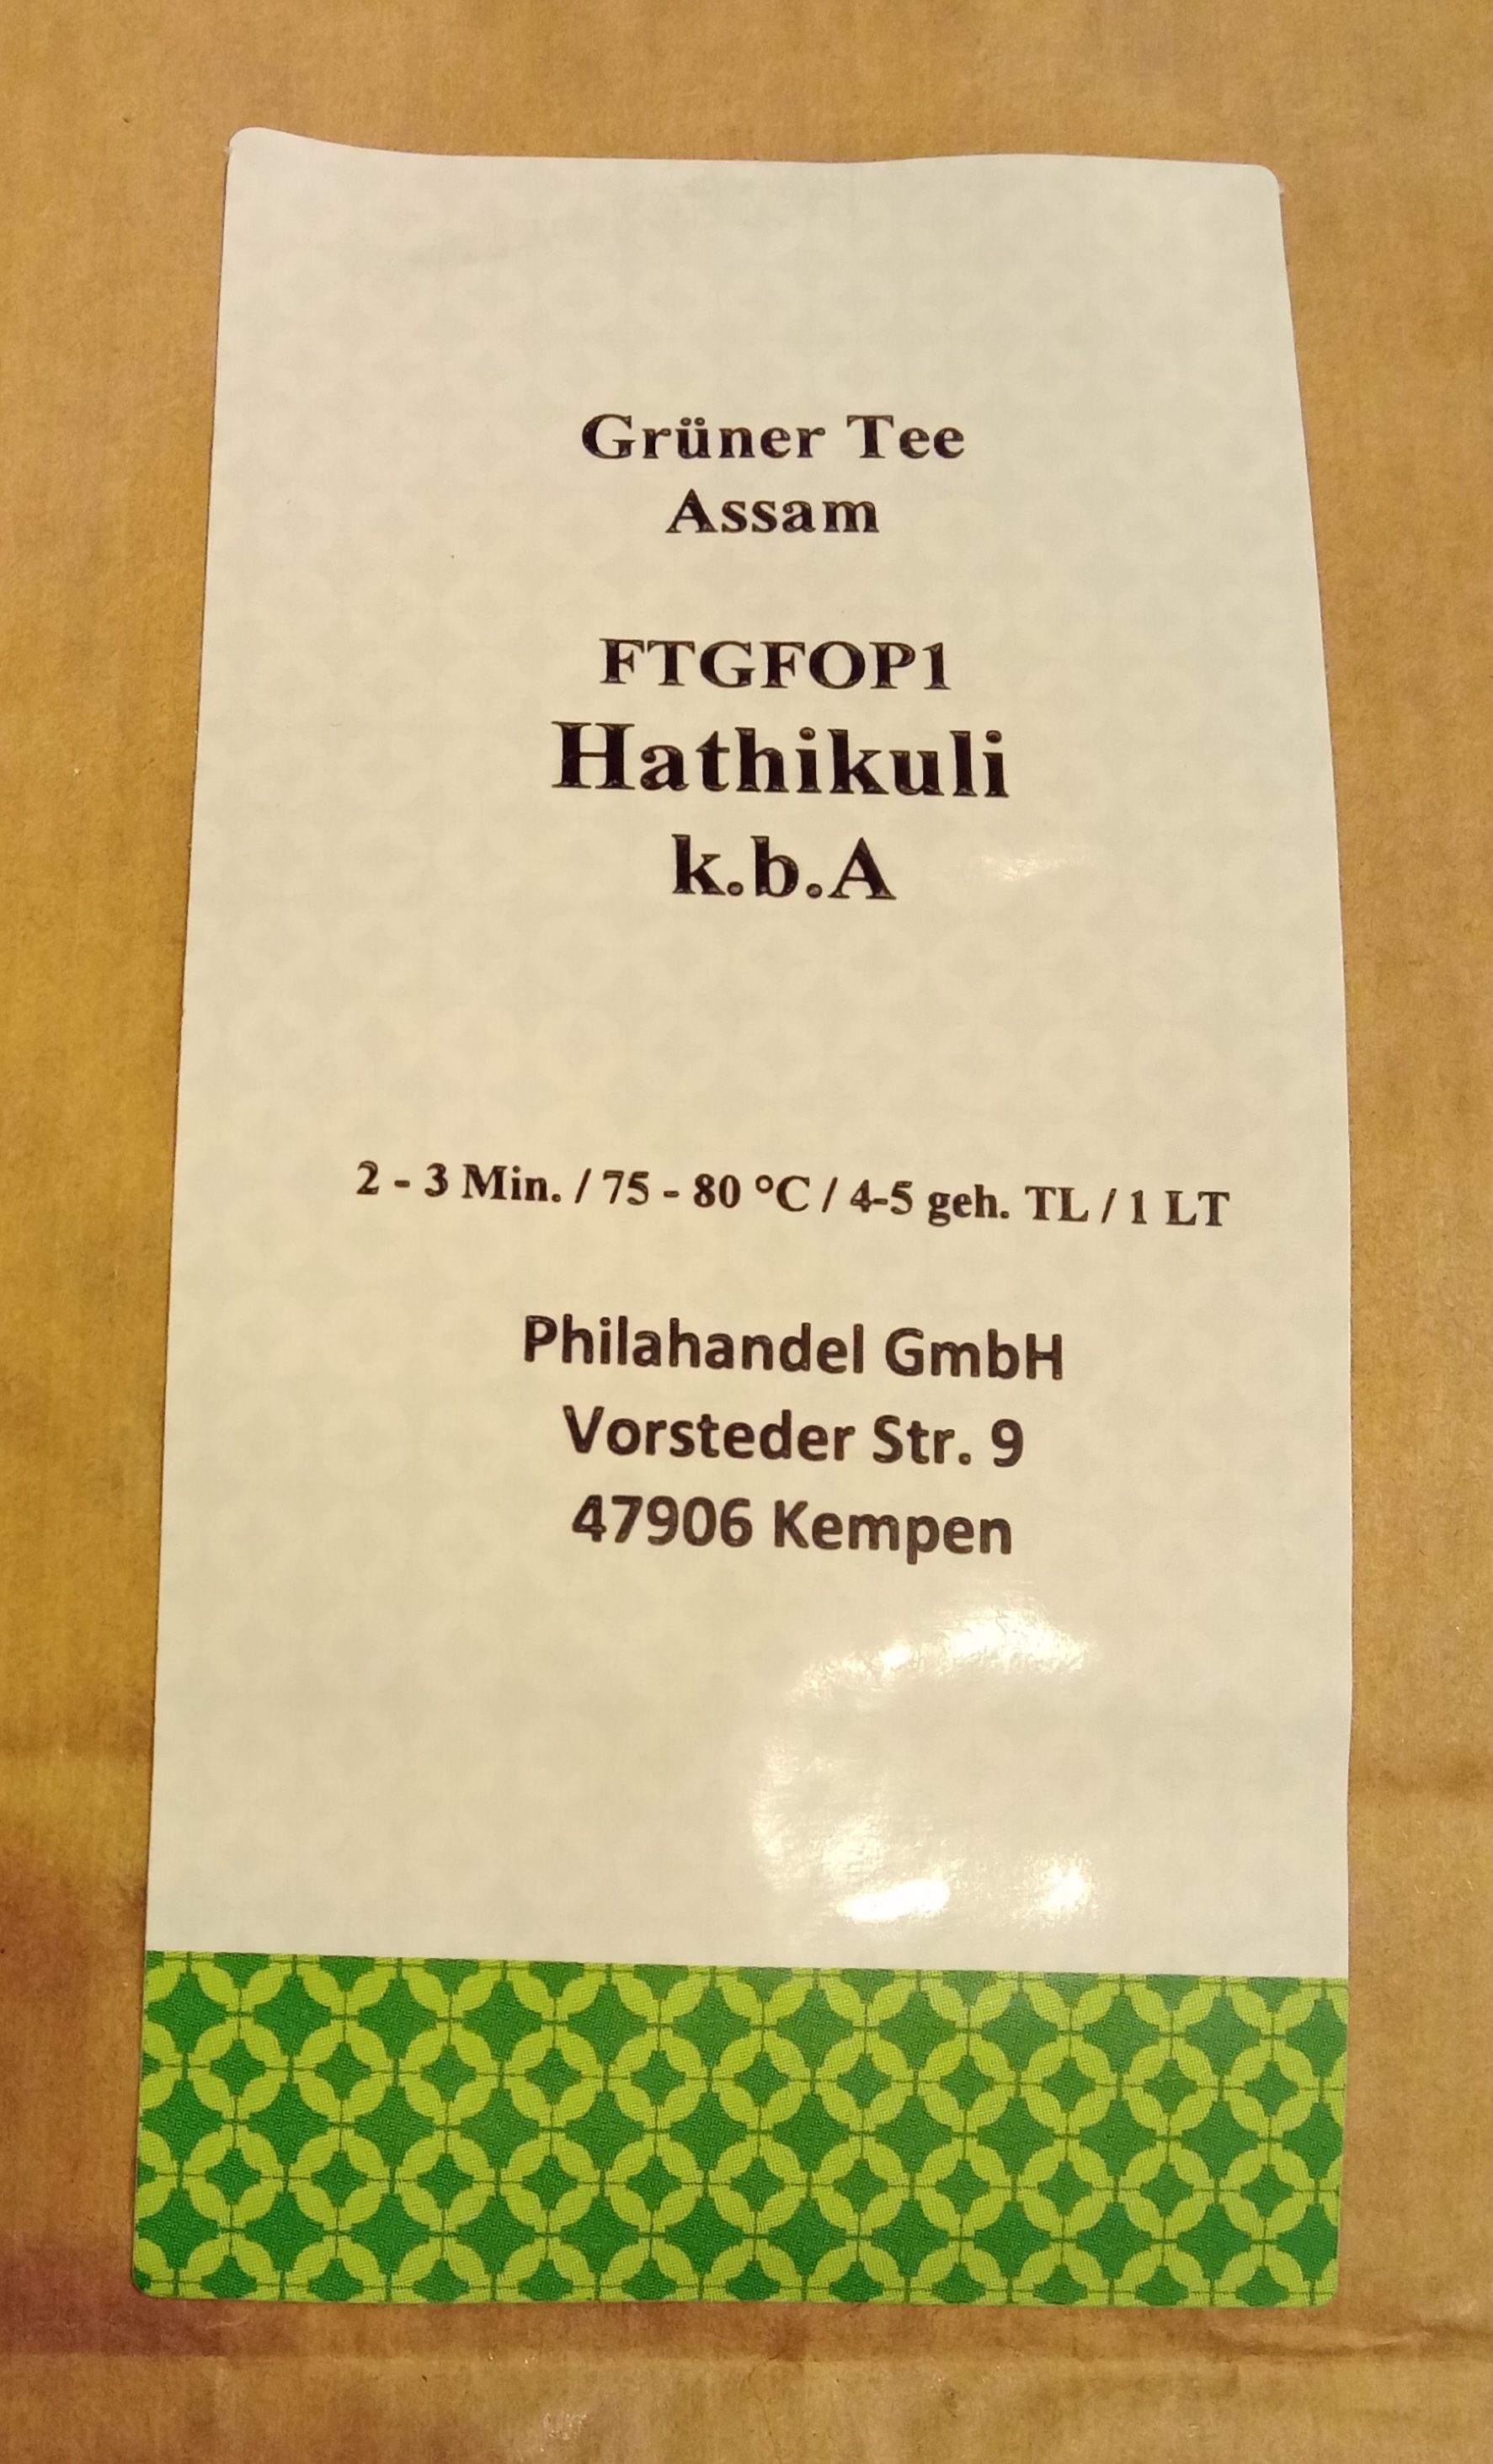 Grüner Tee
Assam
FTGFOP1
Hathikuli
k.b.A
2 - 3 Min. / 75 - 80 °C / 4-5 geh. TL / 1 LT
Philahandel GmbH
Vorsteder Str. 9
47906 Kempen